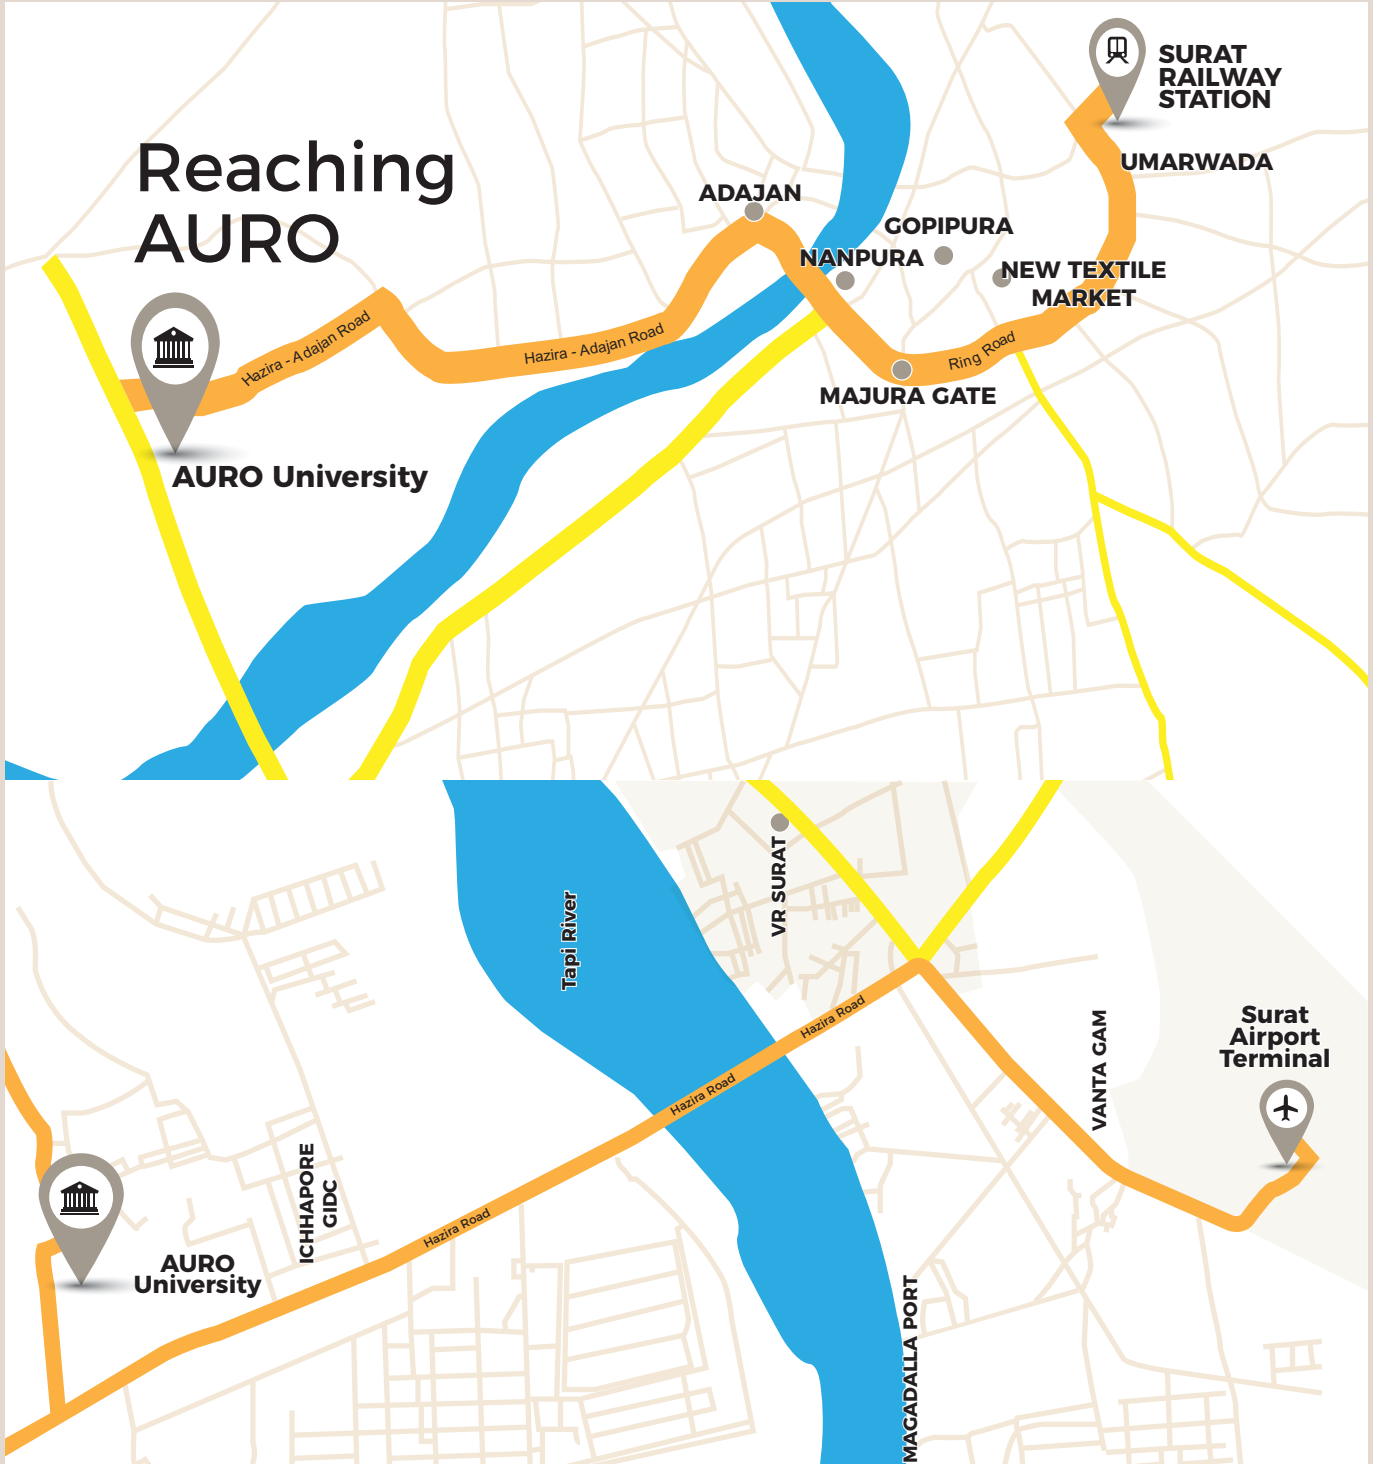 SURAT
RAILWAY
STATION
Reaching
AURO
UMARWADA
ADAJAN
GOPIPURA
NANPURA
NEW TEXTILE
MARKET
Hazira - Adajan Road
Hazira - Adajan Road
Ring Road
MAJURA GATE
AURO University
VR SURAT
Tapi River
Hazira Road
Surat
Airport
Terminal
VANTA GAM
Hazira Road
ICHHAPORE
GIDC
Hazira Road
AURO
University
MAGADALLA PORT